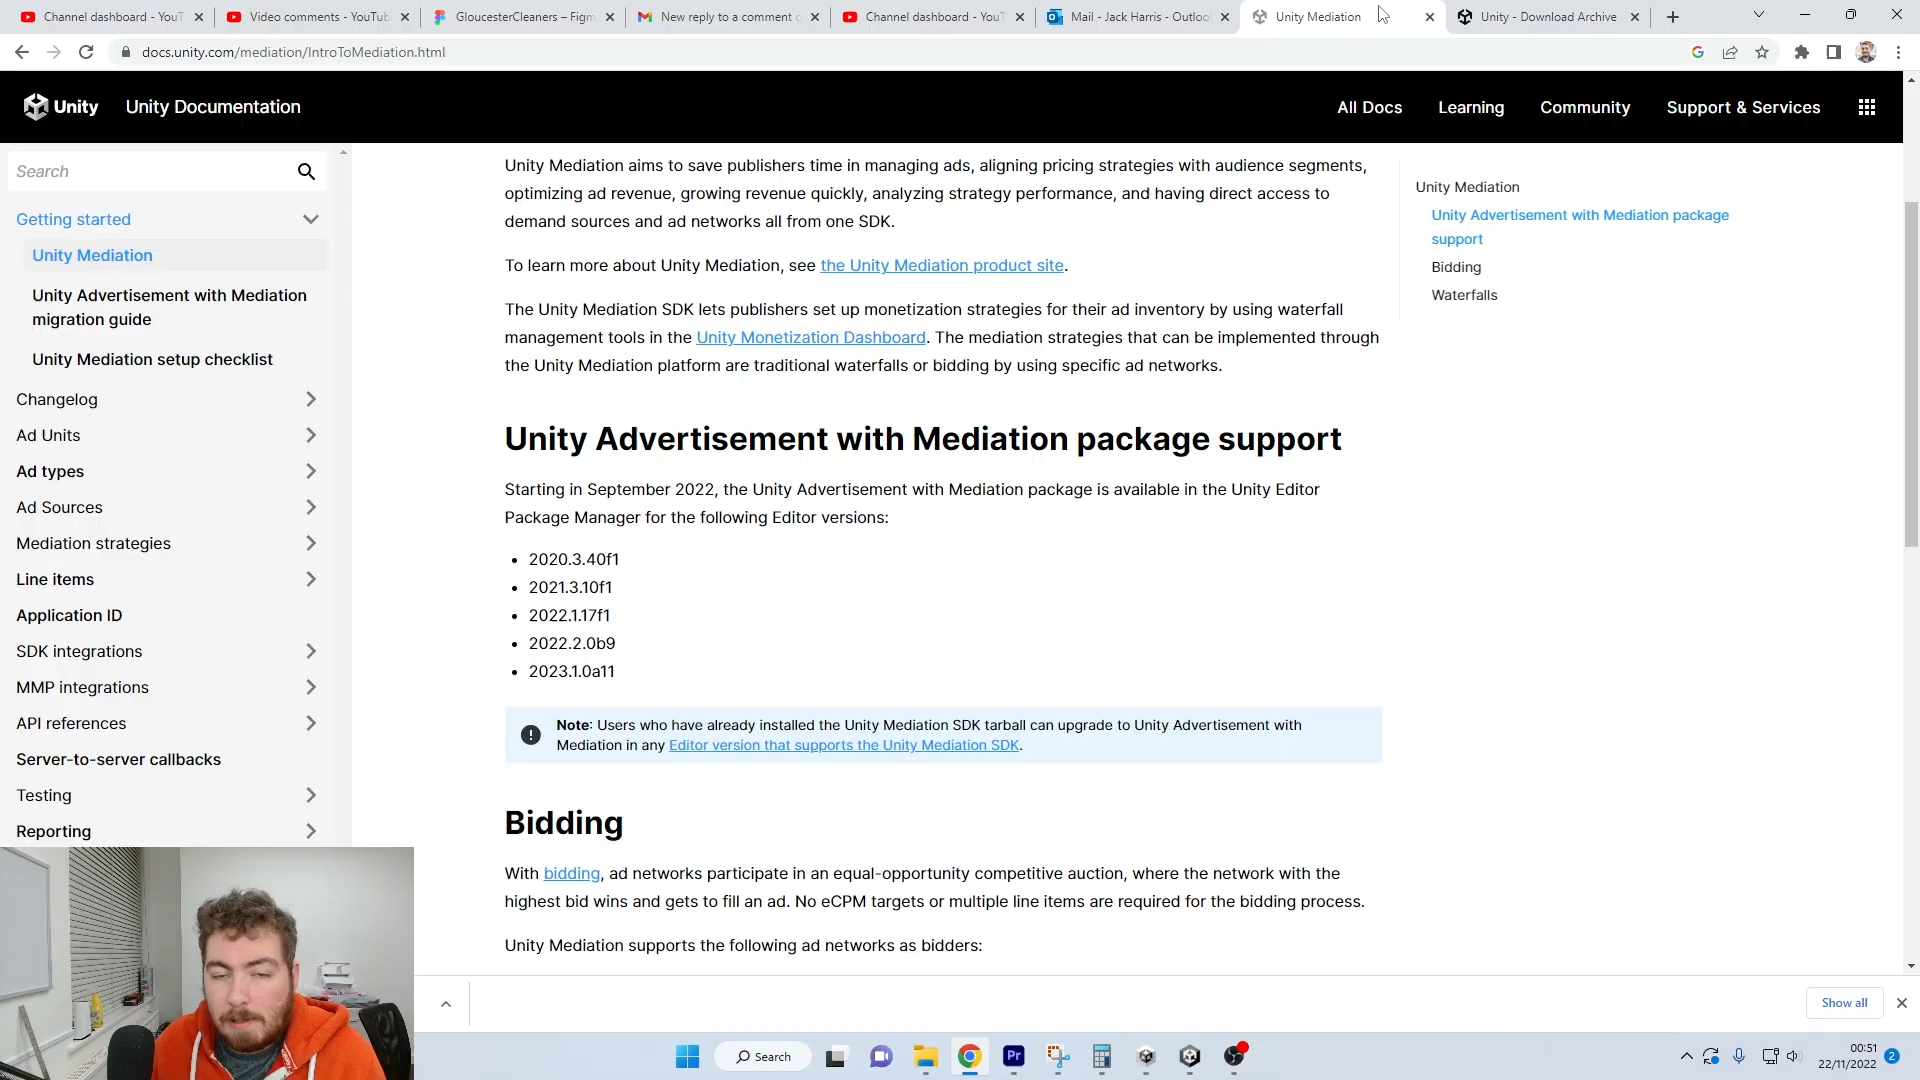 Channel dashboard - YouT
Video comments - YouTub
GloucesterCleaners – Figm
New reply to a comment o
Channel dashboard - YouT
Mail - Jack Harris - Outloo
Unity Mediation
Unity - Download Archive
docs.unity.com/mediation/IntroToMediation.html
Unity
Unity Documentation
All Docs
Learning
Community
Support & Services
Search
Getting started
Unity Mediation
Unity Advertisement with Mediation
migration guide
Unity Mediation setup checklist
Changelog
Ad Units
Ad types
Ad Sources
Mediation strategies
Line items
Application ID
SDK integrations
MMP integrations
API references
Server-to-server callbacks
Testing
Reporting
Unity Mediation aims to save publishers time in managing ads, aligning pricing strategies with audience segments,
optimizing ad revenue, growing revenue quickly, analyzing strategy performance, and having direct access to
demand sources and ad networks all from one SDK.
To learn more about Unity Mediation, see the Unity Mediation product site.
The Unity Mediation SDK lets publishers set up monetization strategies for their ad inventory by using waterfall
management tools in the Unity Monetization Dashboard. The mediation strategies that can be implemented through
the Unity Mediation platform are traditional waterfalls or bidding by using specific ad networks.
Unity Advertisement with Mediation package support
Starting in September 2022, the Unity Advertisement with Mediation package is available in the Unity Editor
Package Manager for the following Editor versions:
• 2020.3.40f1
• 2021.3.10f1
• 2022.1.17f1
• 2022.2.0b9
• 2023.1.0a11
Note: Users who have already installed the Unity Mediation SDK tarball can upgrade to Unity Advertisement with
Mediation in any Editor version that supports the Unity Mediation SDK.
Bidding
With bidding, ad networks participate in an equal-opportunity competitive auction, where the network with the
highest bid wins and gets to fill an ad. No eCPM targets or multiple line items are required for the bidding process.
Unity Mediation supports the following ad networks as bidders:
Unity Mediation
Unity Advertisement with Mediation package
support
Bidding
Waterfalls
Show all
Search
Pr
00:51
22/11/2022
2